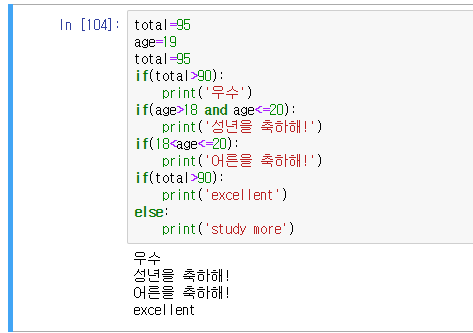 In [104]: total=95
age=19
total=95
if(total>90):
    print('우수')
if(age>18 and age<=20):
    print('성년을 축하해!')
if(18<age<=20):
    print('어른을 축하해!')
if(total>90):
    print('excellent')
else:
    print('study more')
우수
성년을 축하해!
어른을 축하해!
excellent